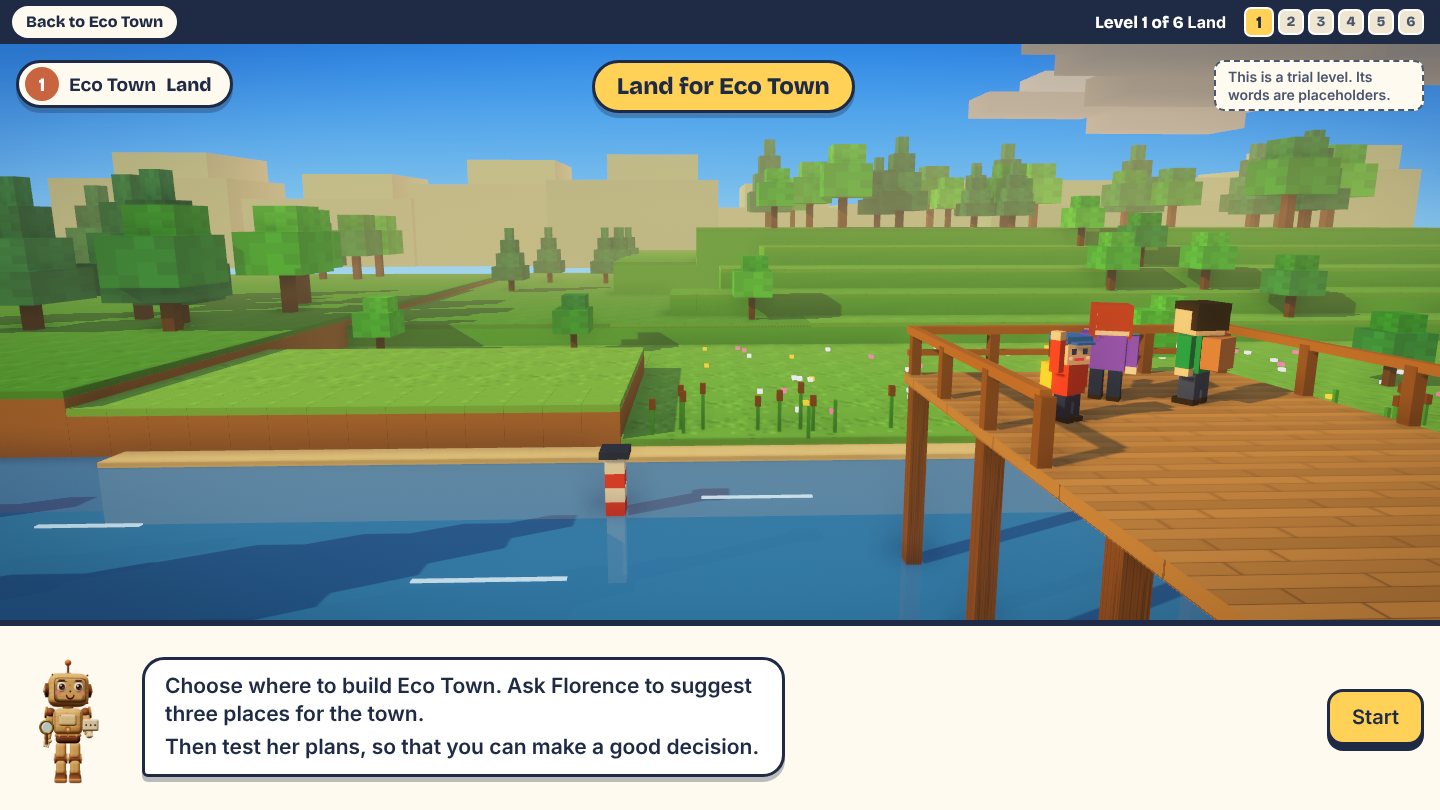 Back to Eco Town
Level 1 of 6 Land
1 2 3 4 5 6
1 Eco Town Land
Land for Eco Town
This is a trial level. Its
words are placeholders.
Choose where to build Eco Town. Ask Florence to suggest
three places for the town.
Then test her plans, so that you can make a good decision.
Start